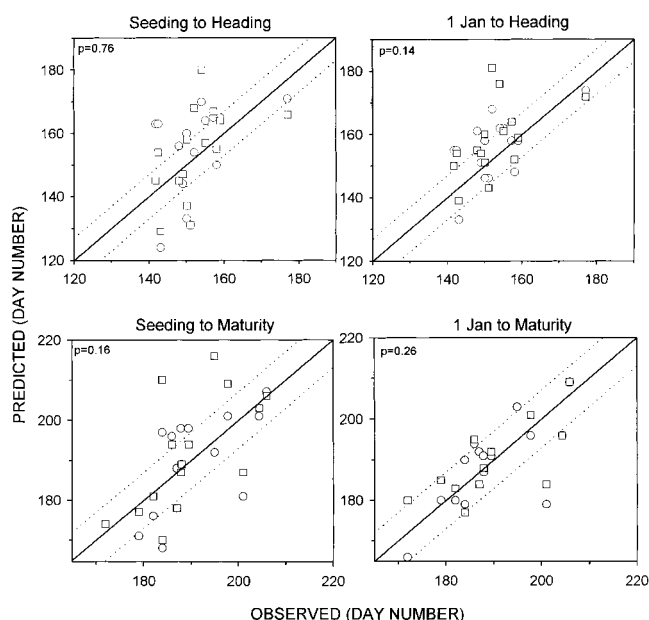 Seeding to Heading
1 Jan to Heading
p=0.76
p=0.14
180
160
140
120
180
160
140
120
120 140 160 180
120 140 160 180
Seeding to Maturity
1 Jan to Maturity
p=0.16
p=0.26
220
200
180
220
200
180
180 200 220
180 200 220
PREDICTED (DAY NUMBER)
OBSERVED (DAY NUMBER)